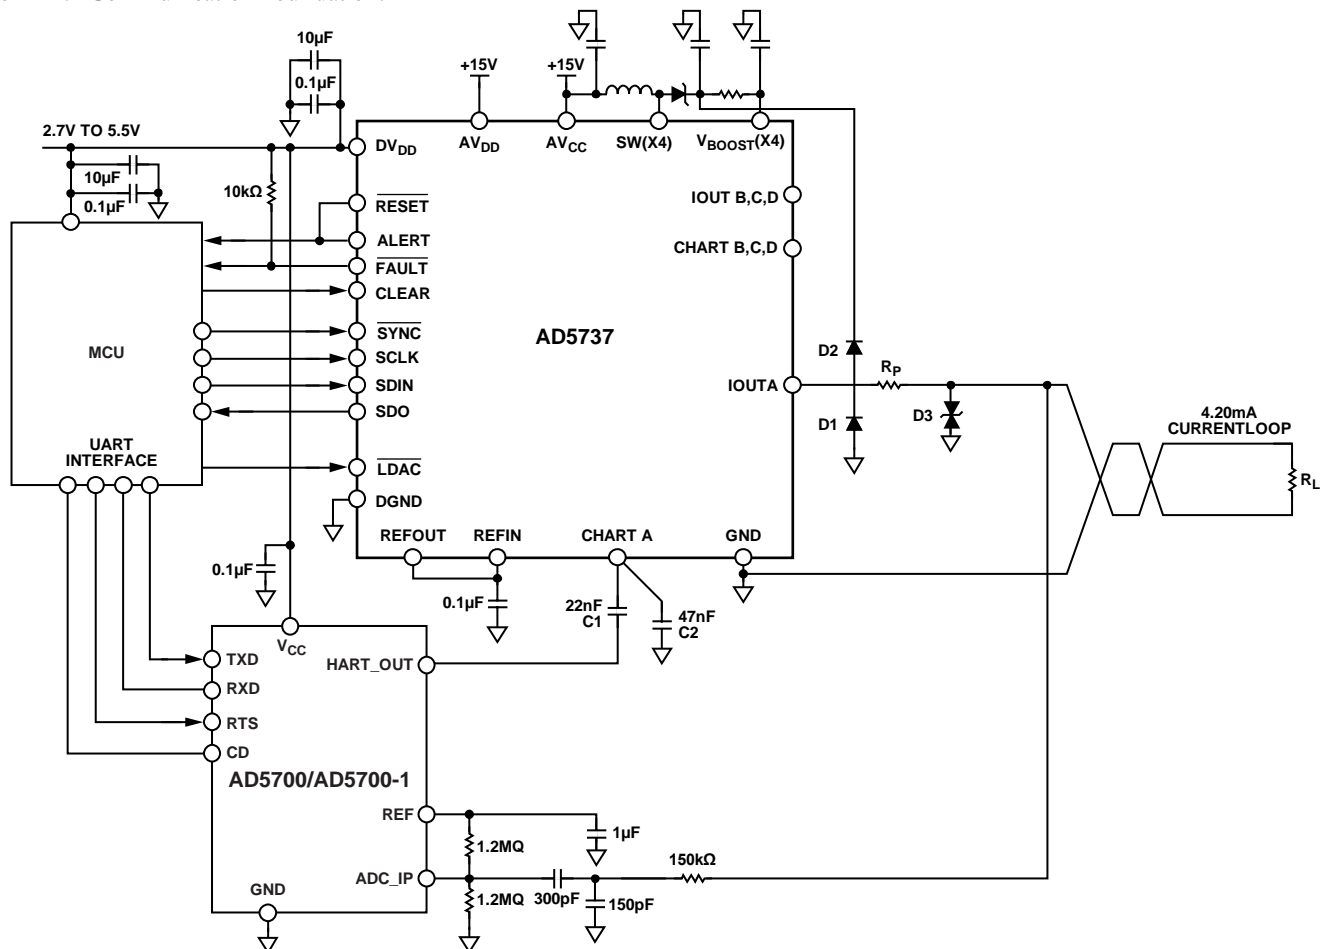 10µF
0.1µF
+15V
+15V
2.7V TO 5.5V
10µF
0.1µF
10kΩ
DVDD
AVDD
AVCC
SW(X4)
VBOOST(X4)
RESET
ALERT
FAULT
CLEAR
SYNC
SCLK
SDIN
SDO
LDAC
DGND
IOUT B,C,D
CHART B,C,D
AD5737
IOUTA
MCU
UART
INTERFACE
D2
RP
D1
D3
4.20mA
CURRENTLOOP
RL
REFOUT
REFIN
CHART A
GND
0.1µF
0.1µF
22nF
C1
47nF
C2
VCC
TXD
RXD
RTS
CD
HART_OUT
AD5700/AD5700-1
REF
ADC_IP
GND
1.2MQ
1.2MQ
1µF
300pF
150pF
150kΩ